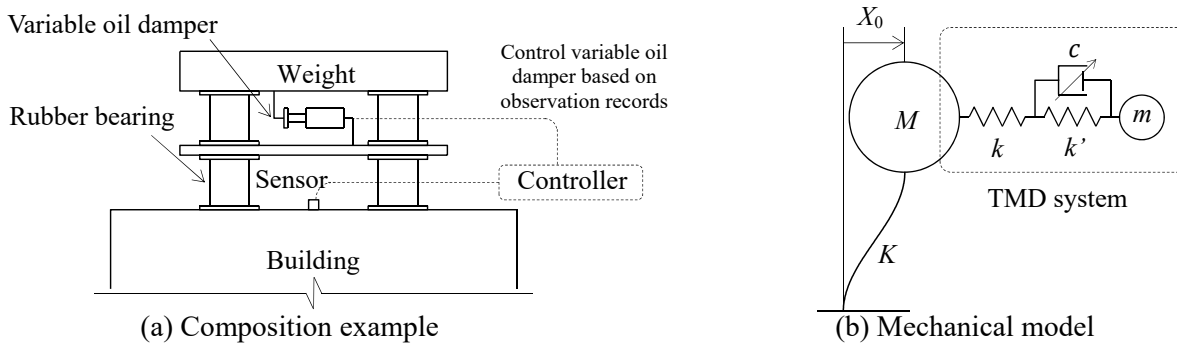 Variable oil damper
Weight
Control variable oil
damper based on
observation records
Rubber bearing
Sensor
Controller
Building
(a) Composition example
X0
c
M
m
k
k’
TMD system
K
(b) Mechanical model